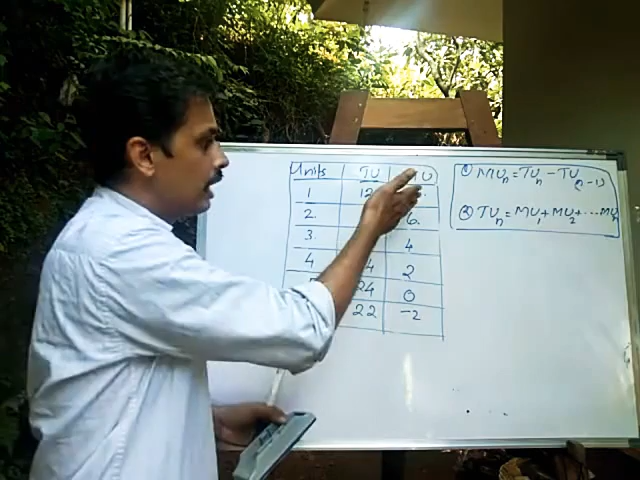 Units TU
1 12
2. 6.
3. 4
4 4 2
24 0
22 -2
① MUn = TUn - TU(n-1)
② TUn = MU1 + MU2 + ... MUn